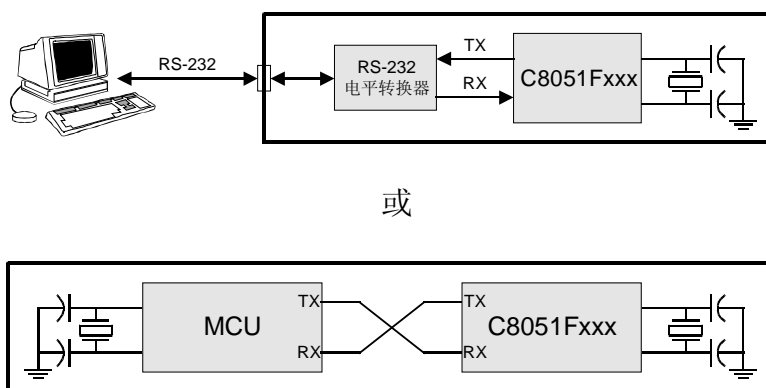 RS-232
RS-232
电平转换器
TX
RX
C8051Fxxx
或
MCU
TX
RX
TX
RX
C8051Fxxx